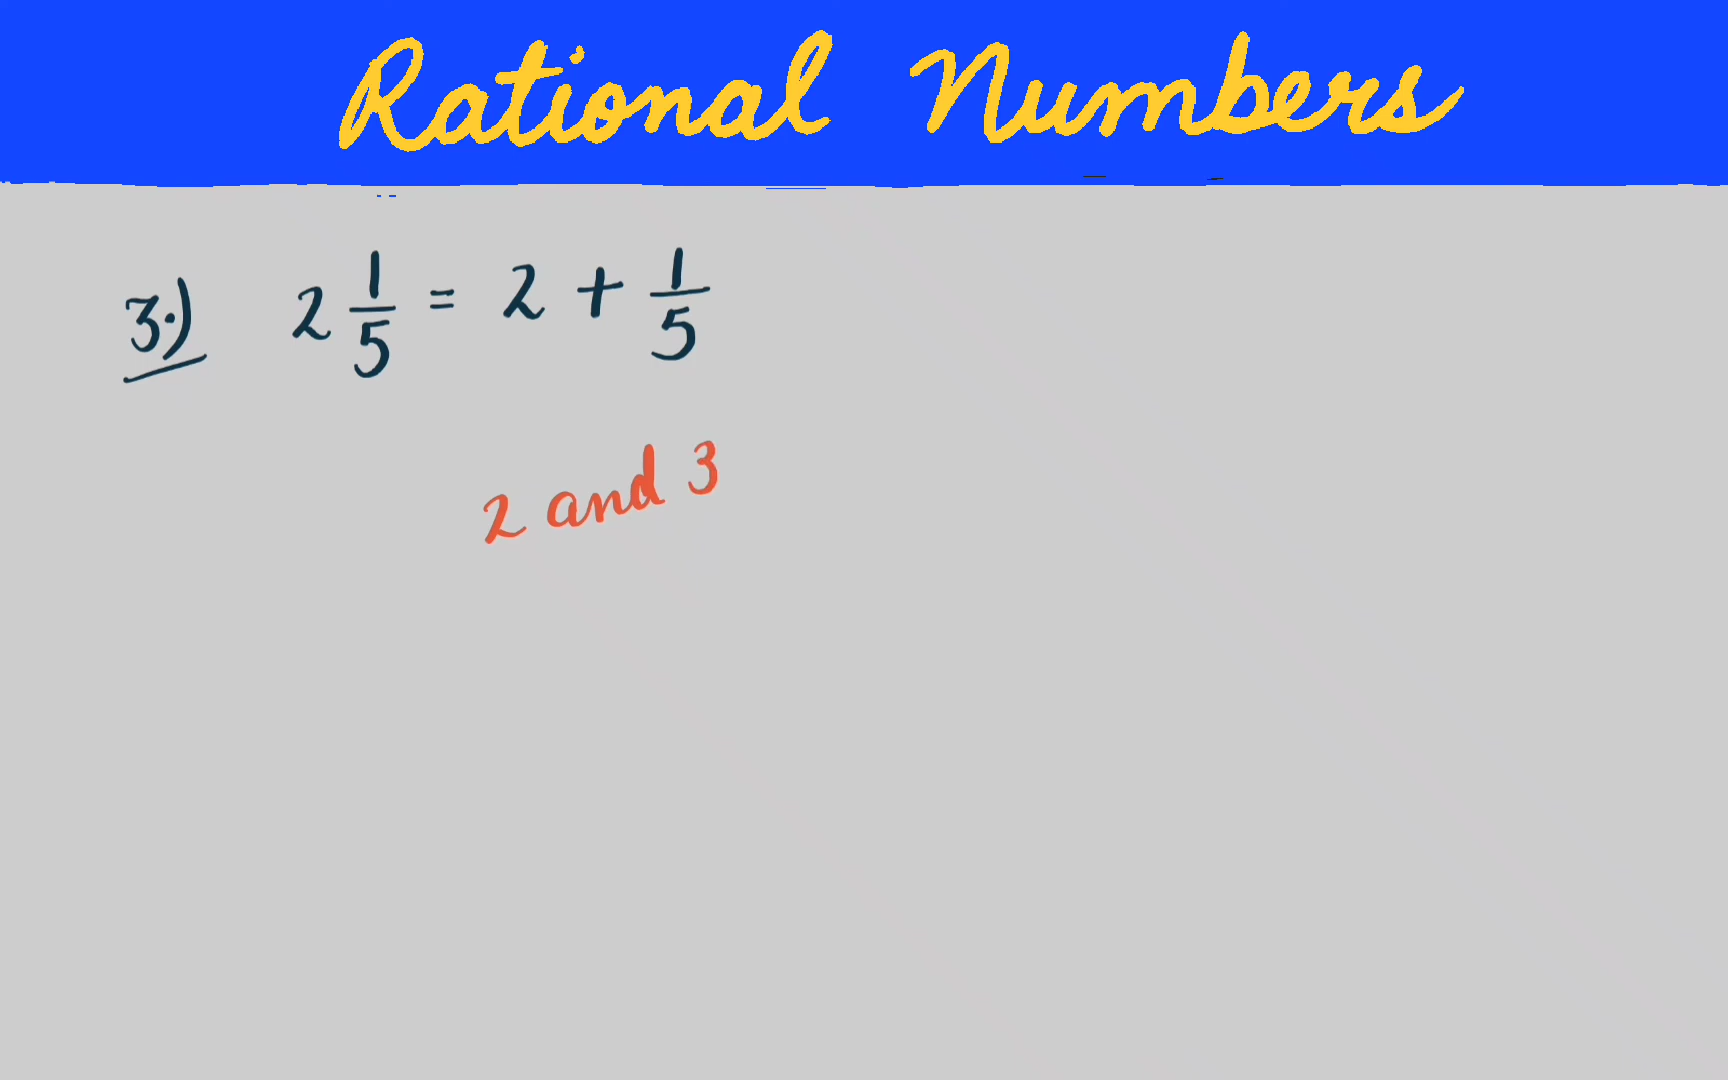 Rational Numbers
3.) 2 1/5 = 2 + 1/5
2 and 3